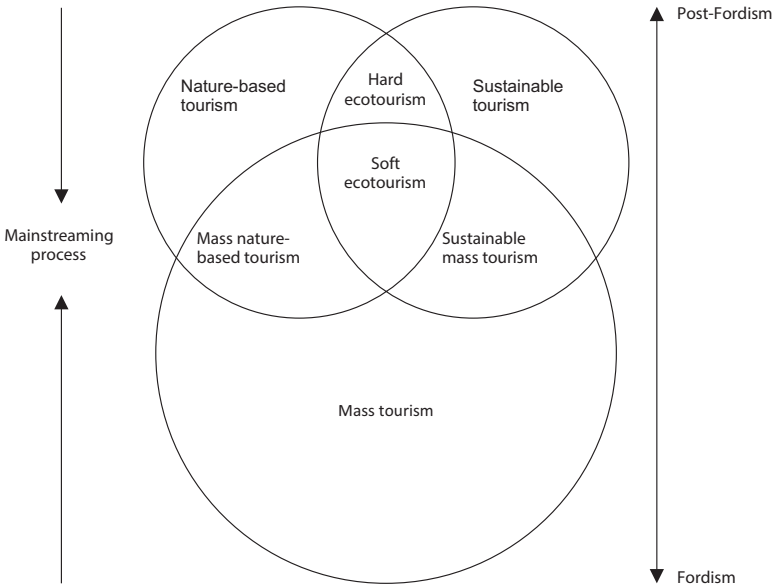 Post-Fordism
Nature-based
tourism
Hard
ecotourism
Sustainable
tourism
Soft
ecotourism
Mainstreaming
process
Mass nature-
based tourism
Sustainable
mass tourism
Mass tourism
Fordism